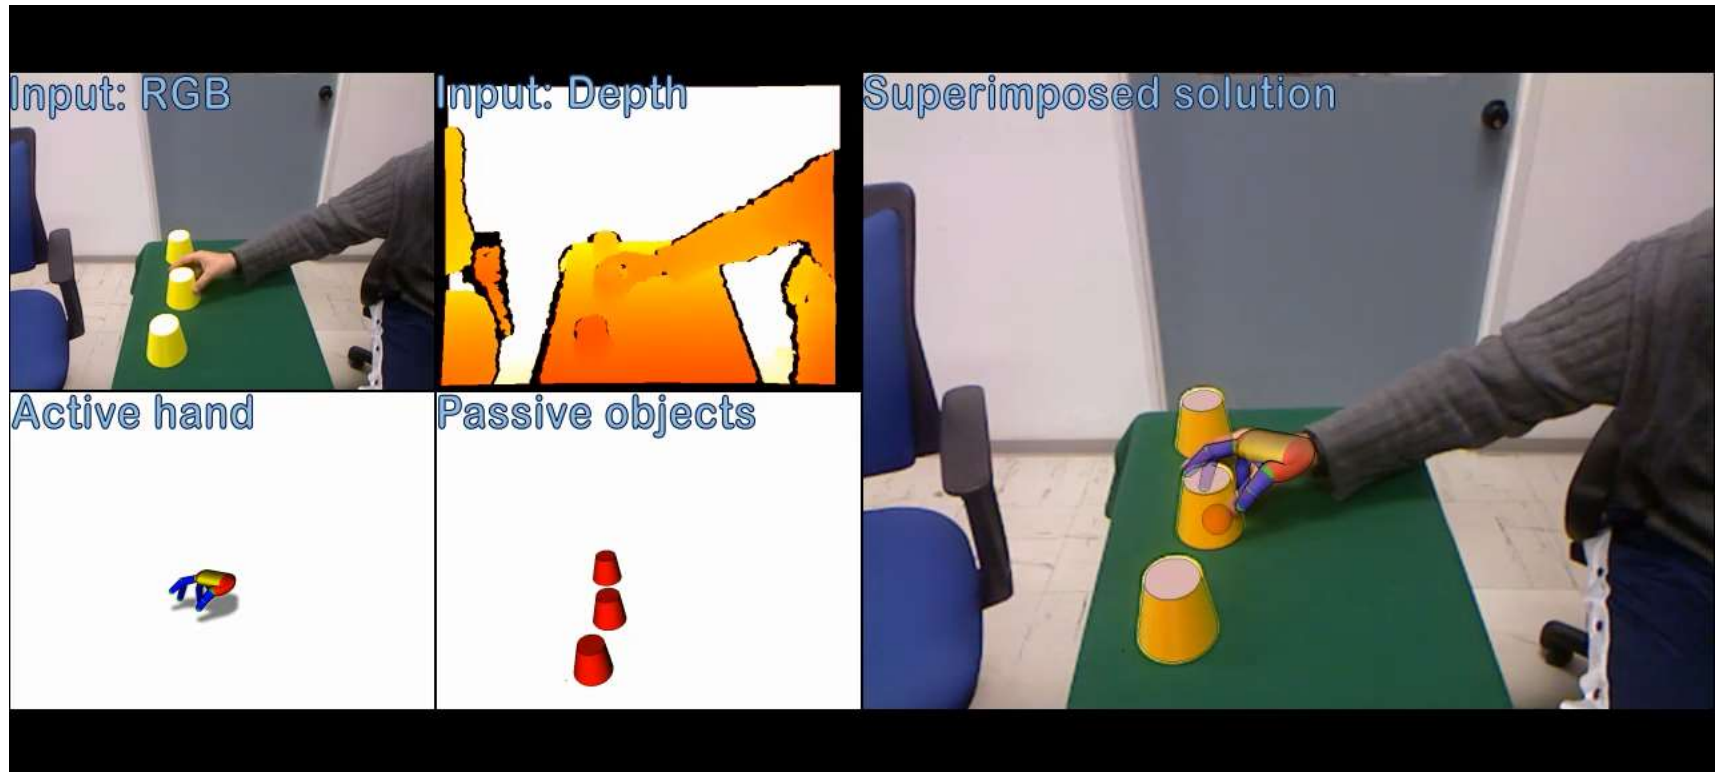 Input: RGB
Input: Depth
Superimposed solution
Active hand
Passive objects